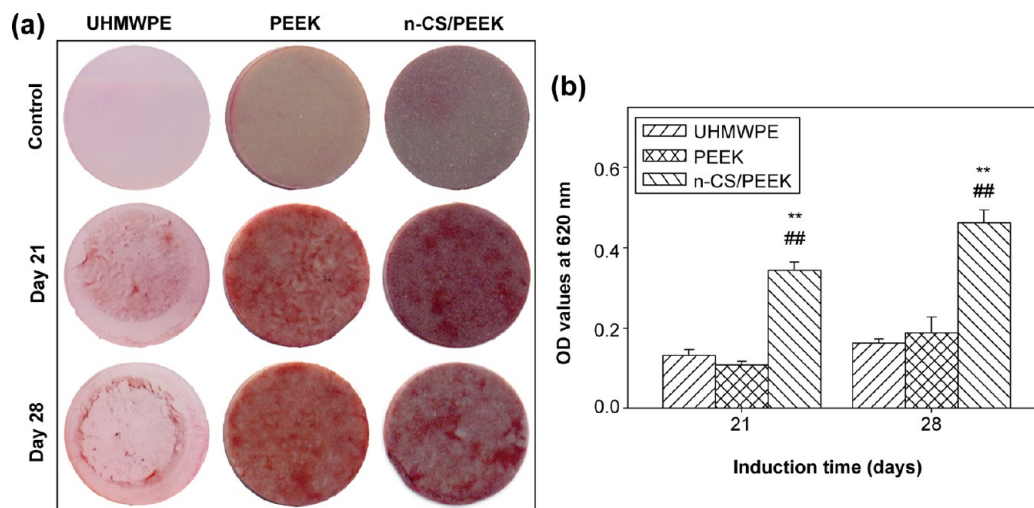 (a)
UHMWPE PEEK n-CS/PEEK
Control
Day 21
Day 28
(b)
OD values at 620 nm
0.6
0.4
0.2
0.0
UHMWPE
PEEK
n-CS/PEEK
**
##
**
##
21 28
Induction time (days)